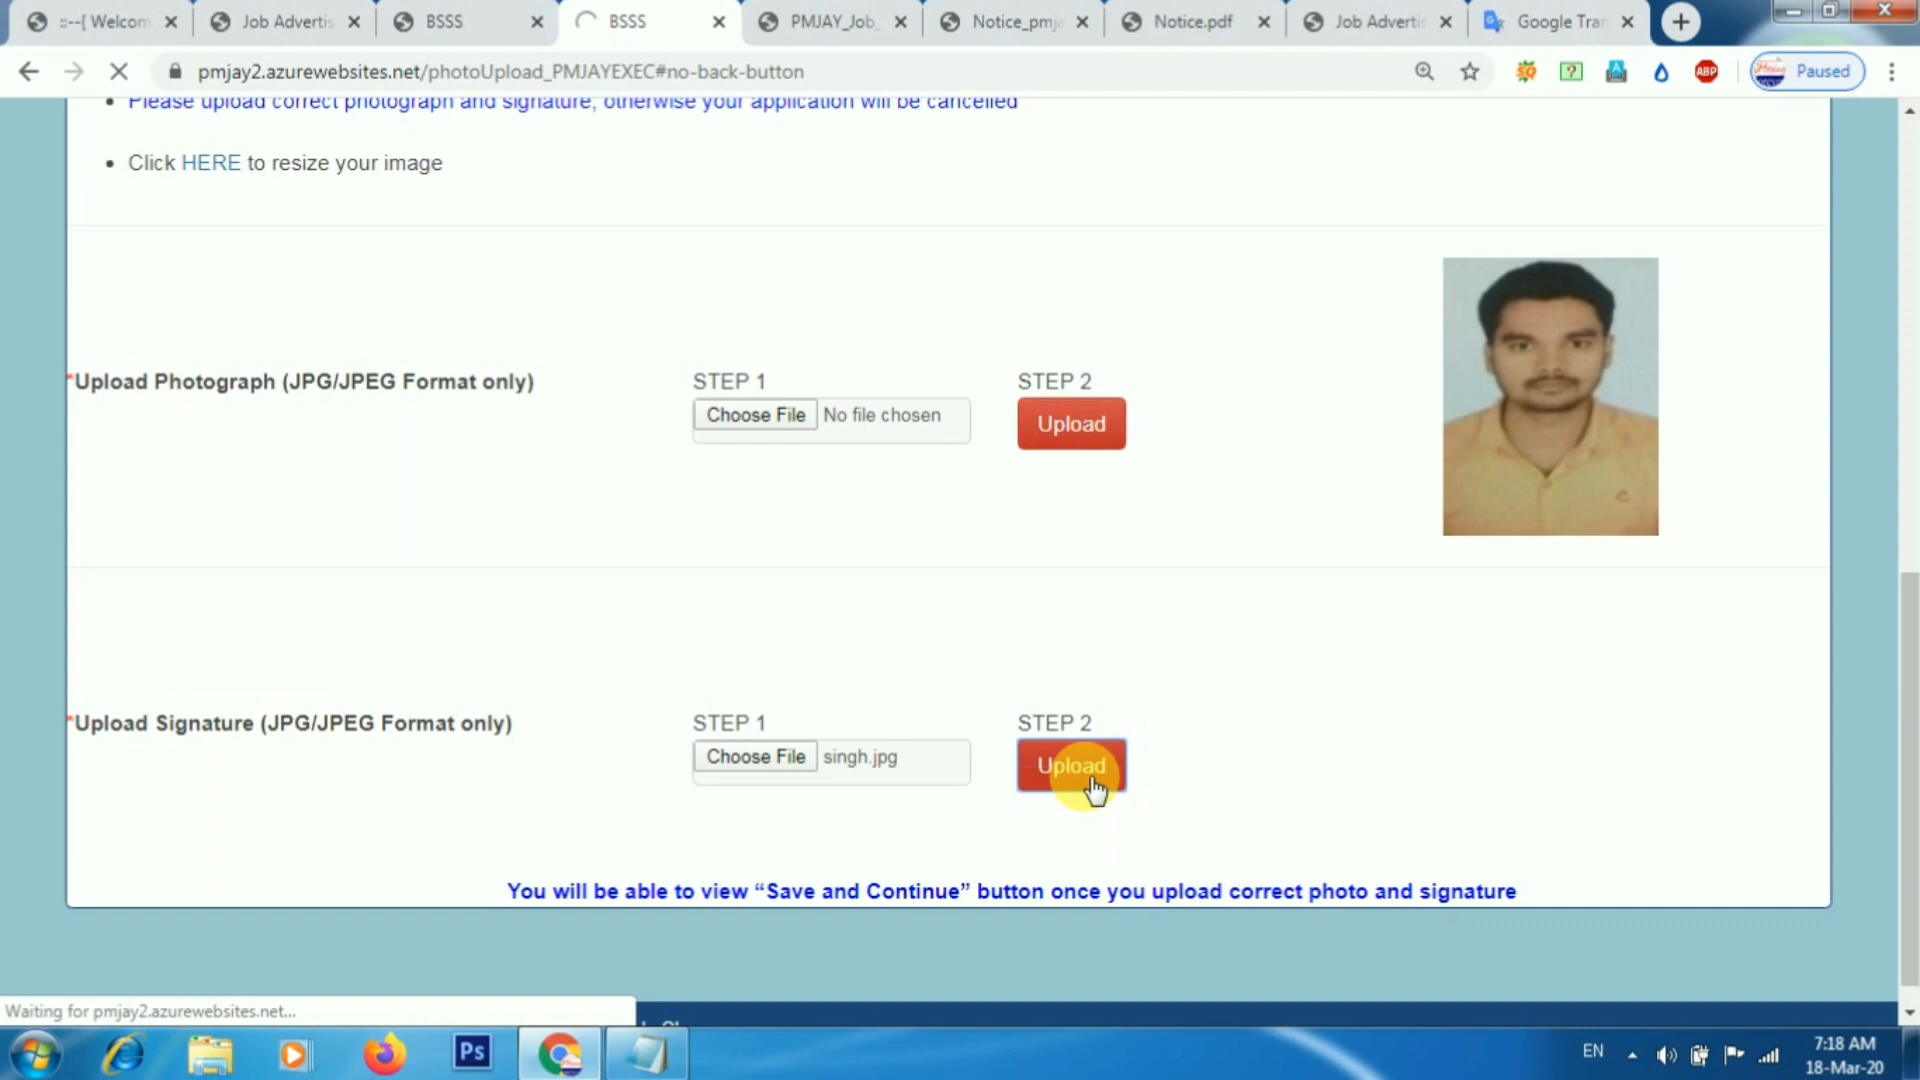 ::--{ Welcom
Job Advertis
BSSS
BSSS
PMJAY_Job_
Notice_pmja
Notice.pdf
Job Advertis
Google Tran
pmjay2.azurewebsites.net/photoUpload_PMJAYEXEC#no-back-button
ABP
Paused
Please upload correct photograph and signature, otherwise your application will be cancelled
Click HERE to resize your image
*Upload Photograph (JPG/JPEG Format only)
STEP 1
Choose File No file chosen
STEP 2
Upload
*Upload Signature (JPG/JPEG Format only)
STEP 1
Choose File singh.jpg
STEP 2
Upload
You will be able to view “Save and Continue” button once you upload correct photo and signature
Waiting for pmjay2.azurewebsites.net...
Ps
EN
7:18 AM
18-Mar-20